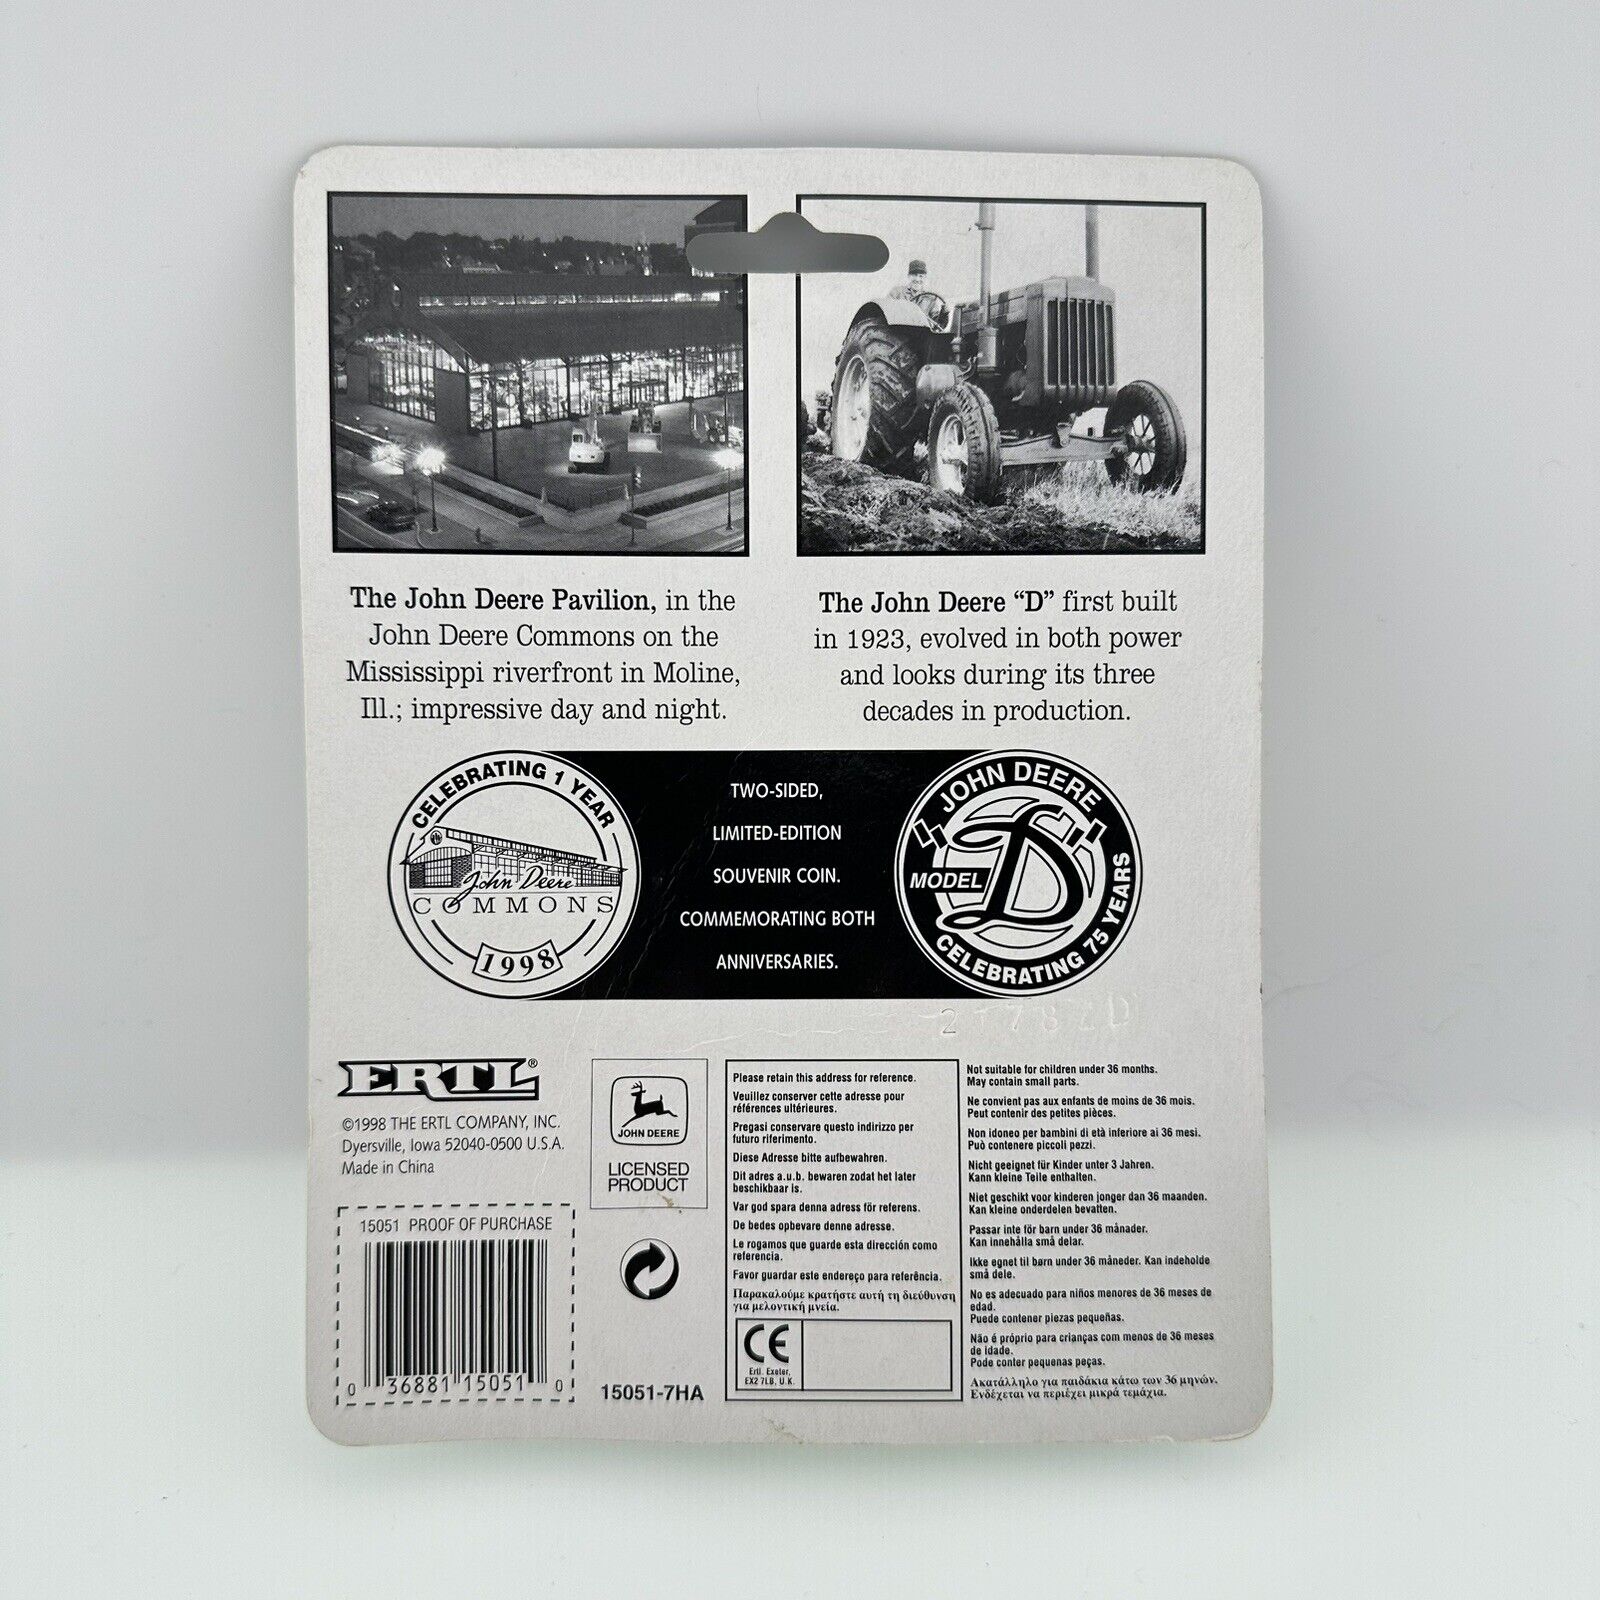 The John Deere Pavilion, in the
John Deere Commons on the
Mississippi riverfront in Moline,
Ill.; impressive day and night.
The John Deere “D” first built
in 1923, evolved in both power
and looks during its three
decades in production.
CELEBRATING 1 YEAR
John Deere
COMMONS
1998
TWO-SIDED,
LIMITED-EDITION
SOUVENIR COIN.
COMMEMORATING BOTH
ANNIVERSARIES.
JOHN DEERE
MODEL D
CELEBRATING 75 YEARS
ERTL®
©1998 THE ERTL COMPANY, INC.
Dyersville, Iowa 52040-0500 U.S.A.
Made in China
15051 PROOF OF PURCHASE
0 36881 15051 0
JOHN DEERE
LICENSED
PRODUCT
15051-7HA
Please retain this address for reference.
Veuillez conserver cette adresse pour
références ultérieures.
Pregasi conservare questo indirizzo per
futuro riferimento.
Diese Adresse bitte aufbewahren.
Dit adres a.u.b. bewaren zodat het later
beschikbaar is.
Var god spara denna adress för referens.
De bedes opbevare denne adresse.
Le rogamos que guarde esta dirección como
referencia.
Favor guardar este endereço para referência.
Παρακαλούμε κρατήστε αυτή τη διεύθυνση
για μελοντική μνεία.
CE
Ertl, Exeter,
EX2 7LB, U.K.
Not suitable for children under 36 months.
May contain small parts.
Ne convient pas aux enfants de moins de 36 mois.
Peut contenir des petites pièces.
Non idoneo per bambini di età inferiore ai 36 mesi.
Può contenere piccoli pezzi.
Nicht geeignet für Kinder unter 3 Jahren.
Kann kleine Teile enthalten.
Niet geschikt voor kinderen jonger dan 36 maanden.
Kan kleine onderdelen bevatten.
Passar inte för barn under 36 månader.
Kan innehålla små delar.
Ikke egnet til børn under 36 måneder. Kan indeholde
små dele.
No es adecuado para niños menores de 36 meses de
edad.
Puede contener piezas pequeñas.
Não é próprio para crianças com menos de 36 meses
de idade.
Pode conter pequenas peças.
Ακατάλληλο για παιδάκια κάτω των 36 μηνών.
Ενδέχεται να περιέχει μικρά τεμάχια.